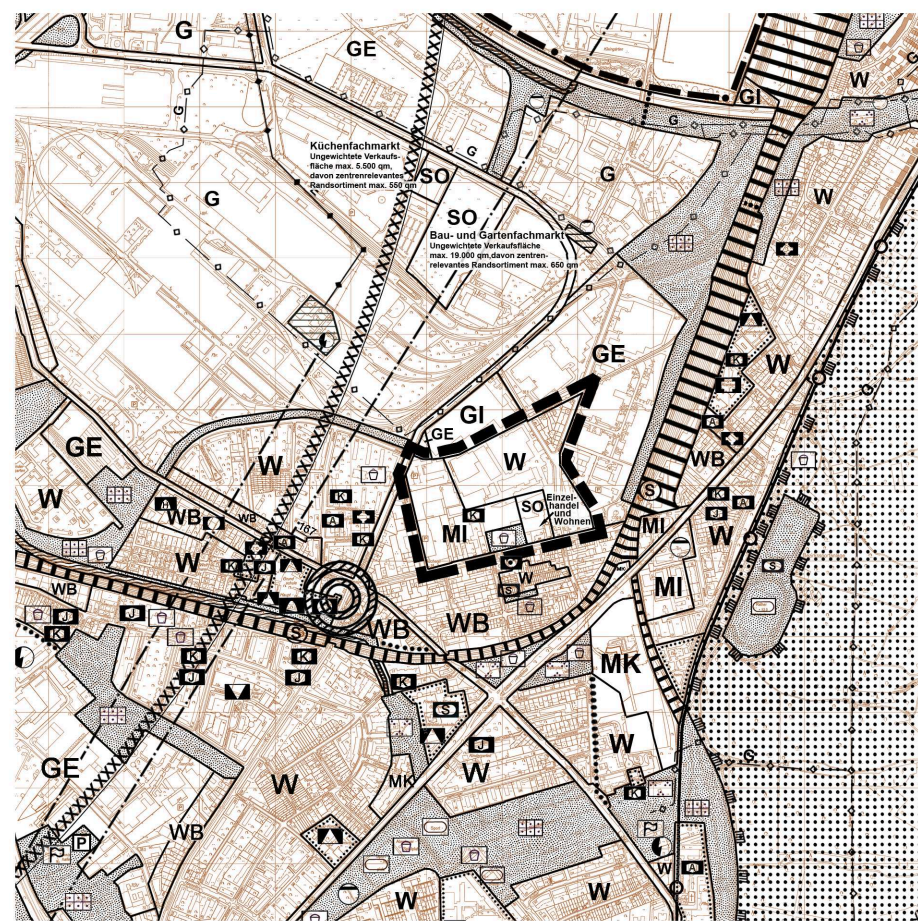 G
GE
W
GI
G
G
G
Küchenfachmarkt
Ungewichtete Verkaufs-
fläche max. 5.500 qm,
davon zentrenrelevantes
Randsortiment max. 550 qm
SO
G
G
W
SO
Bau- und Gartenfachmarkt
Ungewichtete Verkaufsfläche
max. 19.000 qm,davon zentren-
relevantes Randsortiment max. 650 qm
GE
K
W
GI
A
GE
GE
W
W
WB
S
K
K
A
W
K
SO
Einzel-
handel
und
Wohnen
J
WB
WB
A
167
K
MI
MI
W
W
K
J
A
S
WB
W
MK
MI
S
J
K
J
K
S
WB
WB
K
J
K
J
K
MK
S
J
W
G
GE
W
MK
W
K
WB
P
W
A
W
W